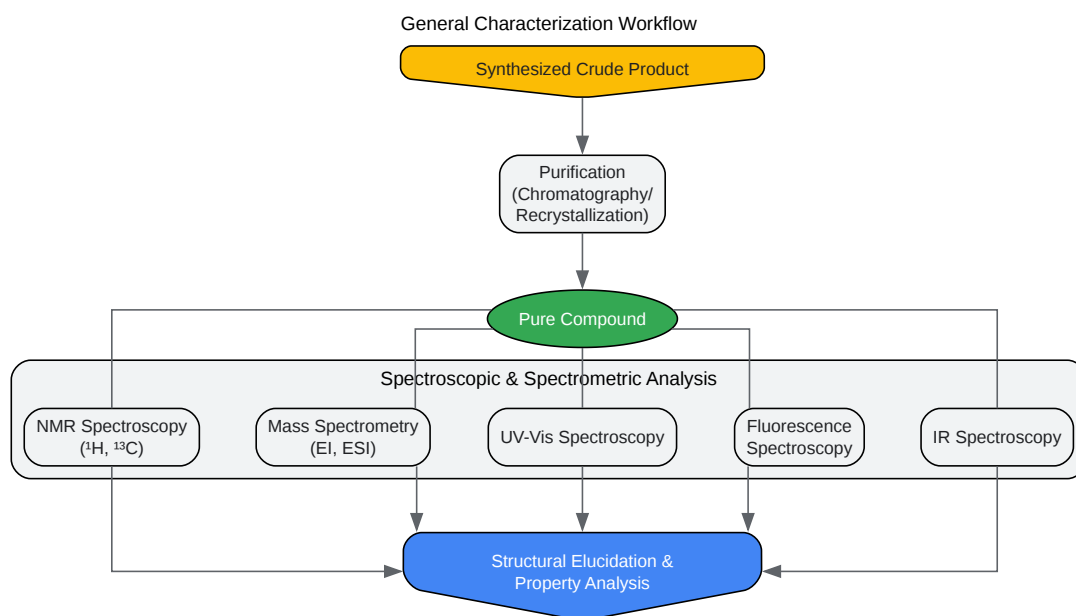 General Characterization Workflow
Synthesized Crude Product
Purification
(Chromatography/
Recrystallization)
Pure Compound
Spectroscopic & Spectrometric Analysis
NMR Spectroscopy
(¹H, ¹³C)
Mass Spectrometry
(EI, ESI)
UV-Vis Spectroscopy
Fluorescence
Spectroscopy
IR Spectroscopy
Structural Elucidation &
Property Analysis